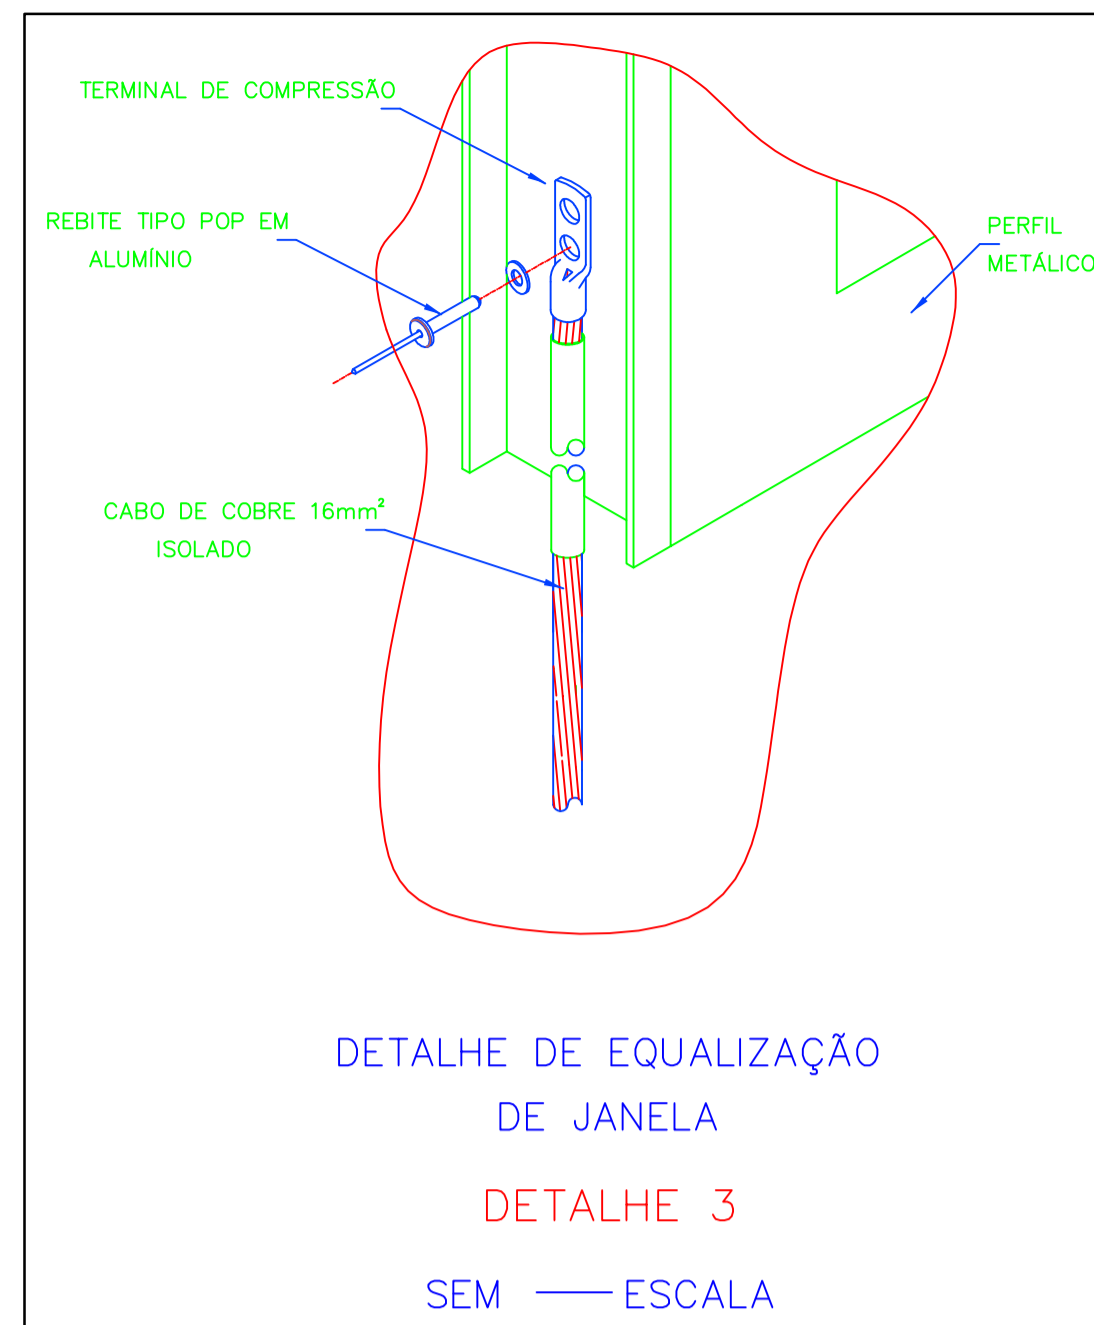 TERMINAL DE COMPRESSÃO
REBITE TIPO POP EM
ALUMÍNIO
PERFIL
METÁLICO
CABO DE COBRE 16mm²
ISOLADO
DETALHE DE EQUALIZAÇÃO
DE JANELA
DETALHE 3
SEM — ESCALA